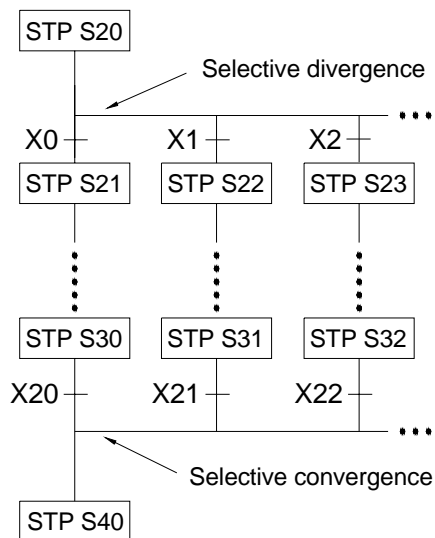 STP S20
Selective divergence
X0 X1 X2
STP S21 STP S22 STP S23
STP S30 STP S31 STP S32
X20 X21 X22
Selective convergence
STP S40